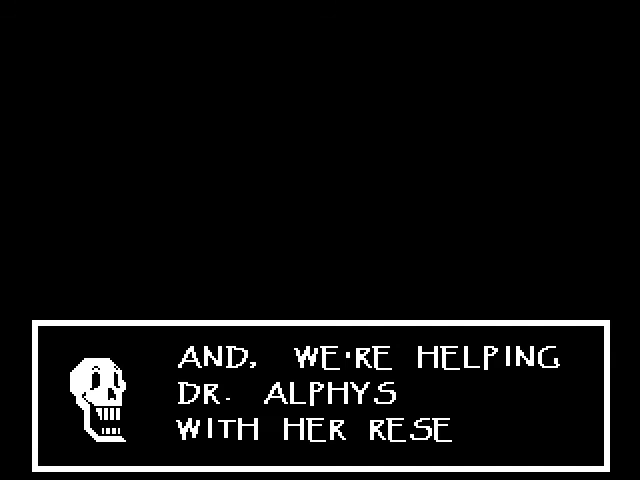 AND, WE'RE HELPING
DR. ALPHYS
WITH HER RESE